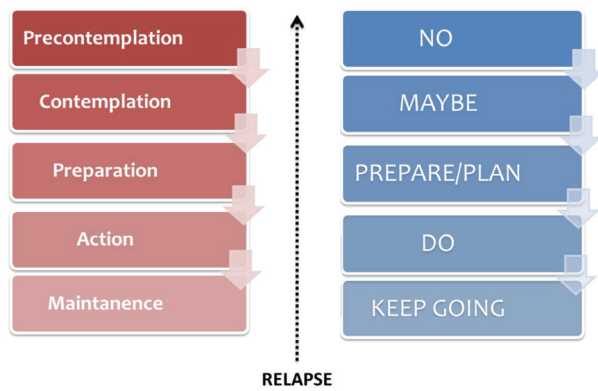 Precontemplation
Contemplation
Preparation
Action
Maintanence
NO
MAYBE
PREPARE/PLAN
DO
KEEP GOING
RELAPSE